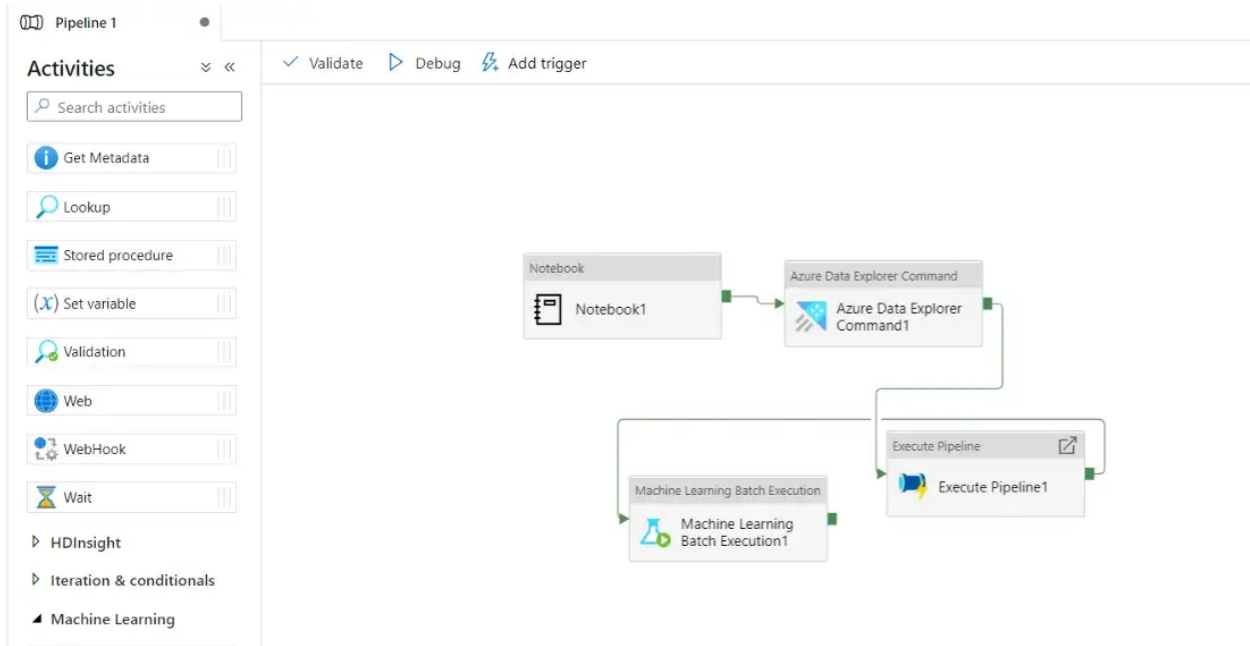 Pipeline 1
Activities
Validate
Debug
Add trigger
Search activities
Get Metadata
Lookup
Stored procedure
(x) Set variable
Validation
Web
WebHook
Wait
HDInsight
Iteration & conditionals
Machine Learning
Notebook
Notebook1
Azure Data Explorer Command
Azure Data Explorer
Command1
Execute Pipeline
Execute Pipeline1
Machine Learning Batch Execution
Machine Learning
Batch Execution1